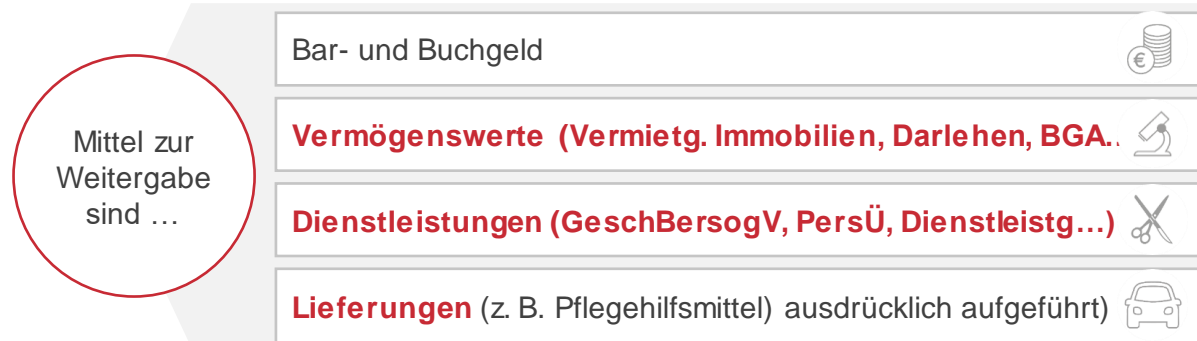 Mittel zur
Weitergabe
sind …
Bar- und Buchgeld
€
Vermögenswerte (Vermietg. Immobilien, Darlehen, BGA..
Dienstleistungen (GeschBersogV, PersÜ, Dienstleistg…)
Lieferungen (z. B. Pflegehilfsmittel) ausdrücklich aufgeführt)